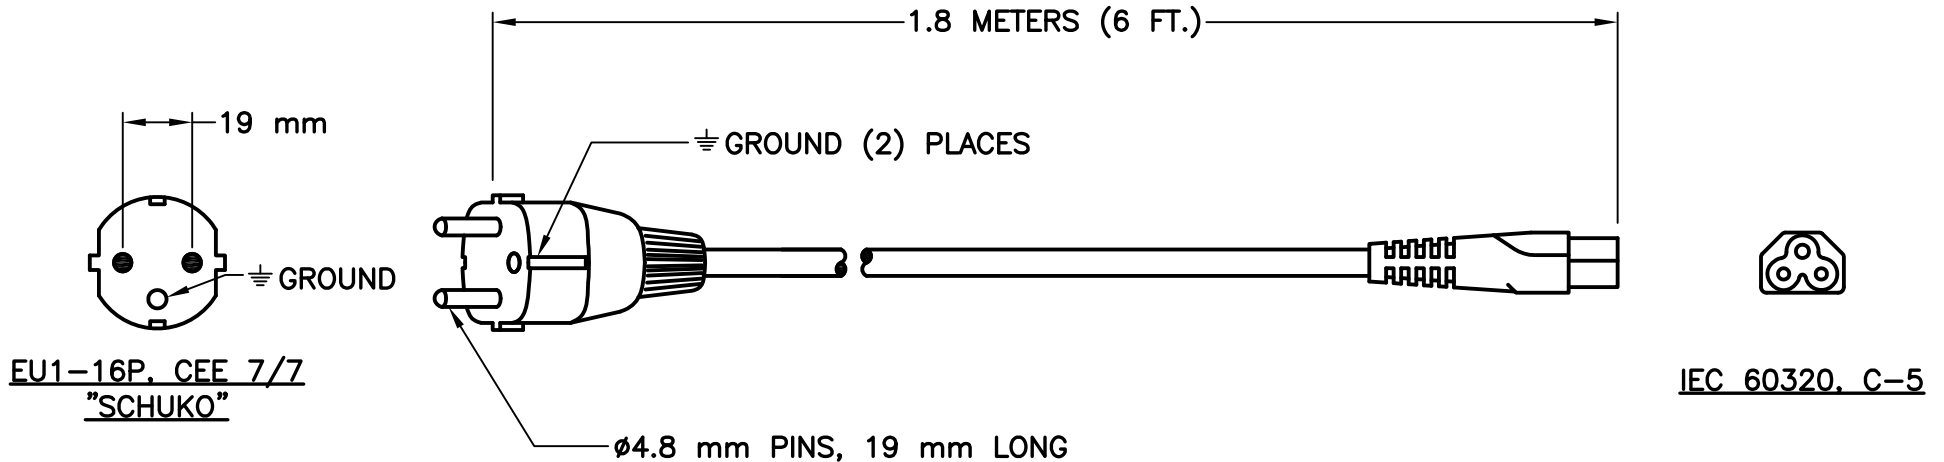 1.8 METERS (6 FT.)
19 mm
⏚ GROUND (2) PLACES
⏚ GROUND
EU1-16P, CEE 7/7
"SCHUKO"
IEC 60320, C-5
ø4.8 mm PINS, 19 mm LONG